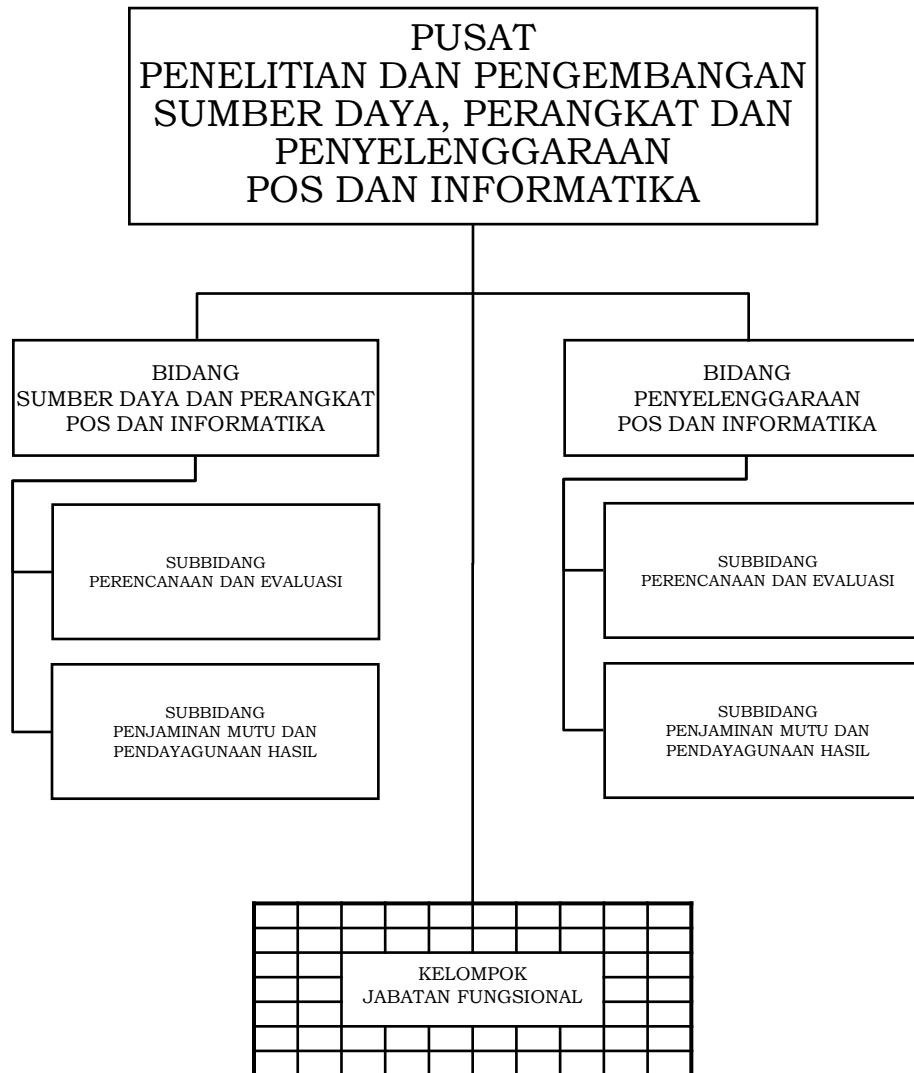 PUSAT
PENELITIAN DAN PENGEMBANGAN
SUMBER DAYA, PERANGKAT DAN
PENYELENGGARAAN
POS DAN INFORMATIKA
BIDANG
SUMBER DAYA DAN PERANGKAT
POS DAN INFORMATIKA
SUBBIDANG
PERENCANAAN DAN EVALUASI
SUBBIDANG
PENJAMINAN MUTU DAN
PENDAYAGUNAAN HASIL
BIDANG
PENYELENGGARAAN
POS DAN INFORMATIKA
SUBBIDANG
PERENCANAAN DAN EVALUASI
SUBBIDANG
PENJAMINAN MUTU DAN
PENDAYAGUNAAN HASIL
KELOMPOK
JABATAN FUNGSIONAL